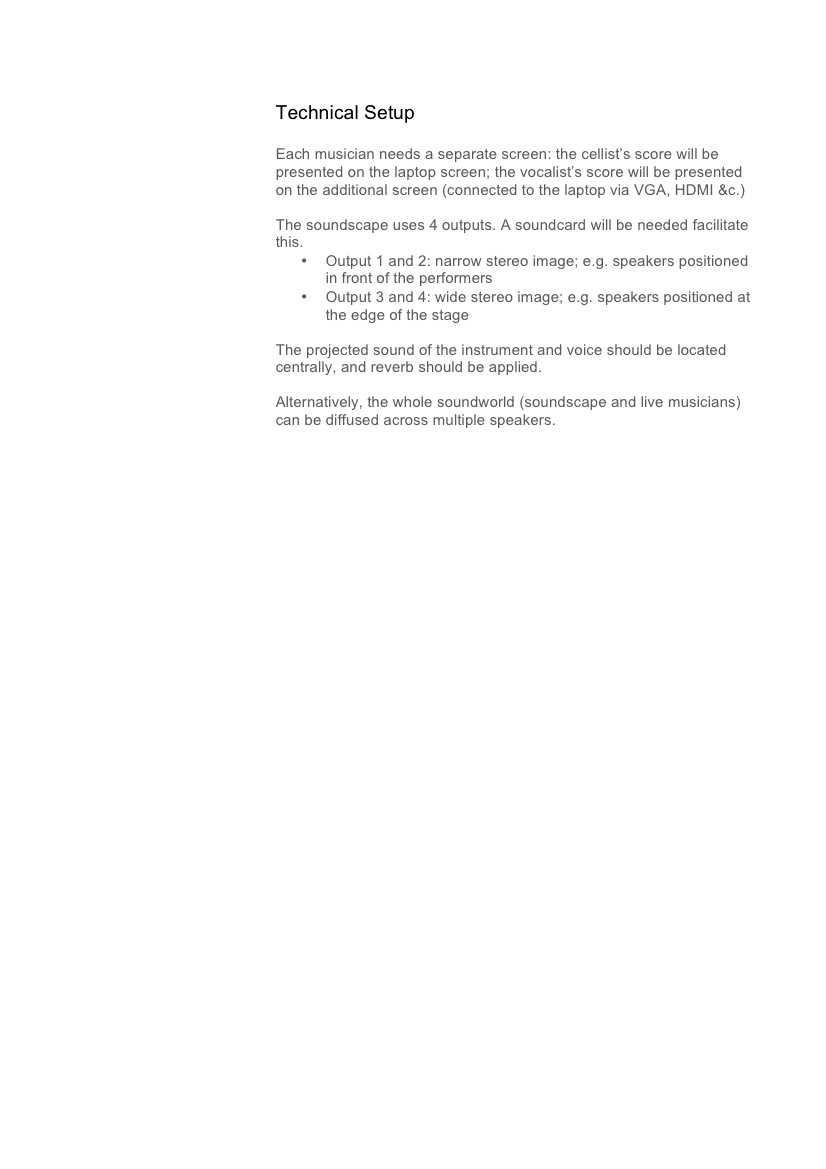 Technical Setup
Each musician needs a separate screen: the cellist’s score will be
presented on the laptop screen; the vocalist’s score will be presented
on the additional screen (connected to the laptop via VGA, HDMI &c.)
The soundscape uses 4 outputs. A soundcard will be needed facilitate
this.
• Output 1 and 2: narrow stereo image; e.g. speakers positioned
in front of the performers
• Output 3 and 4: wide stereo image; e.g. speakers positioned at
the edge of the stage
The projected sound of the instrument and voice should be located
centrally, and reverb should be applied.
Alternatively, the whole soundworld (soundscape and live musicians)
can be diffused across multiple speakers.